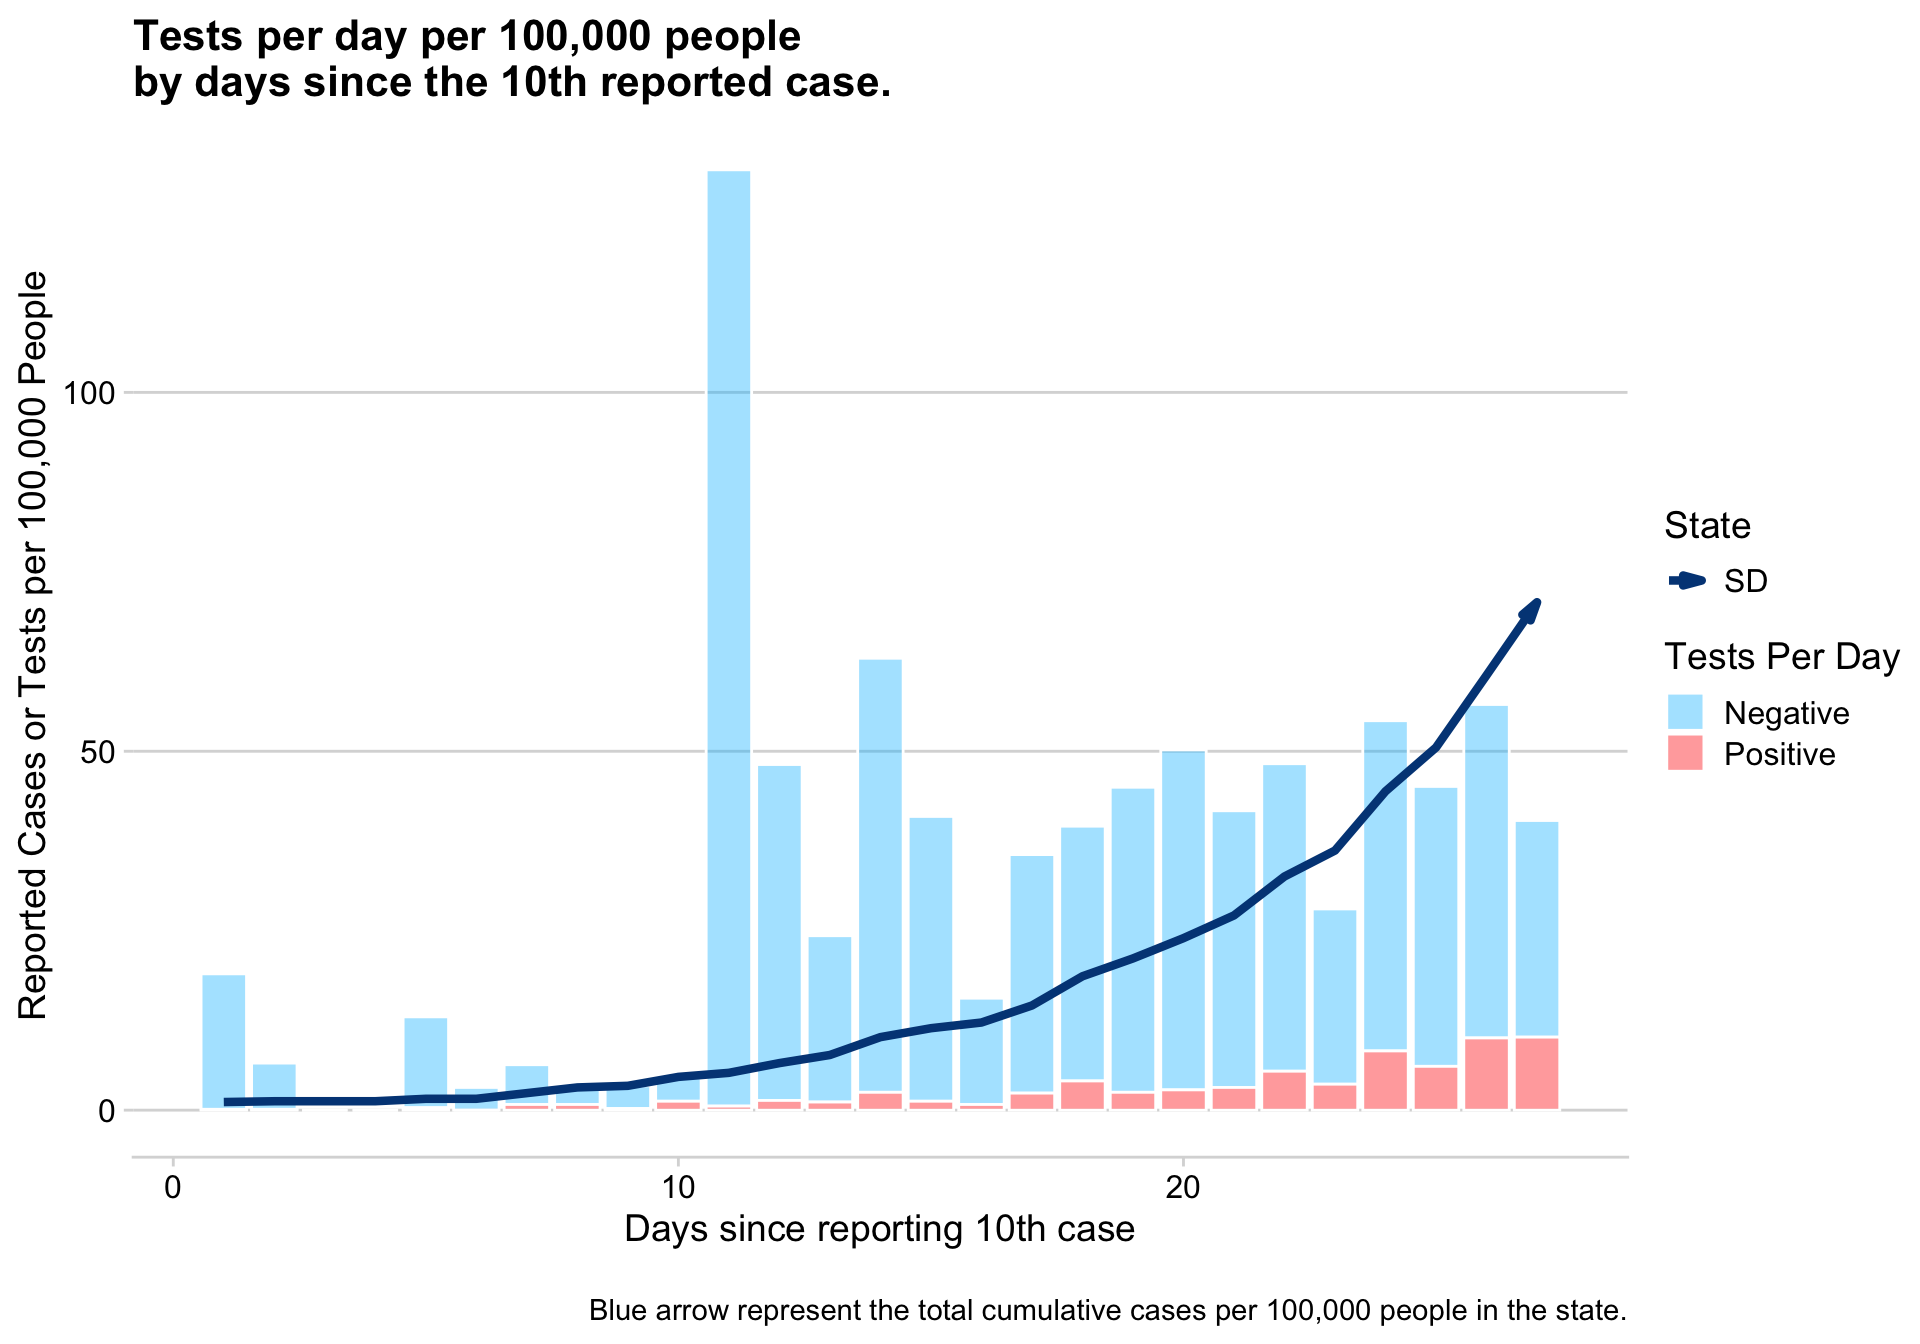 Tests per day per 100,000 people
by days since the 10th reported case.
Reported Cases or Tests per 100,000 People
100
50
0
0
10
20
Days since reporting 10th case
State
SD
Tests Per Day
Negative
Positive
Blue arrow represent the total cumulative cases per 100,000 people in the state.